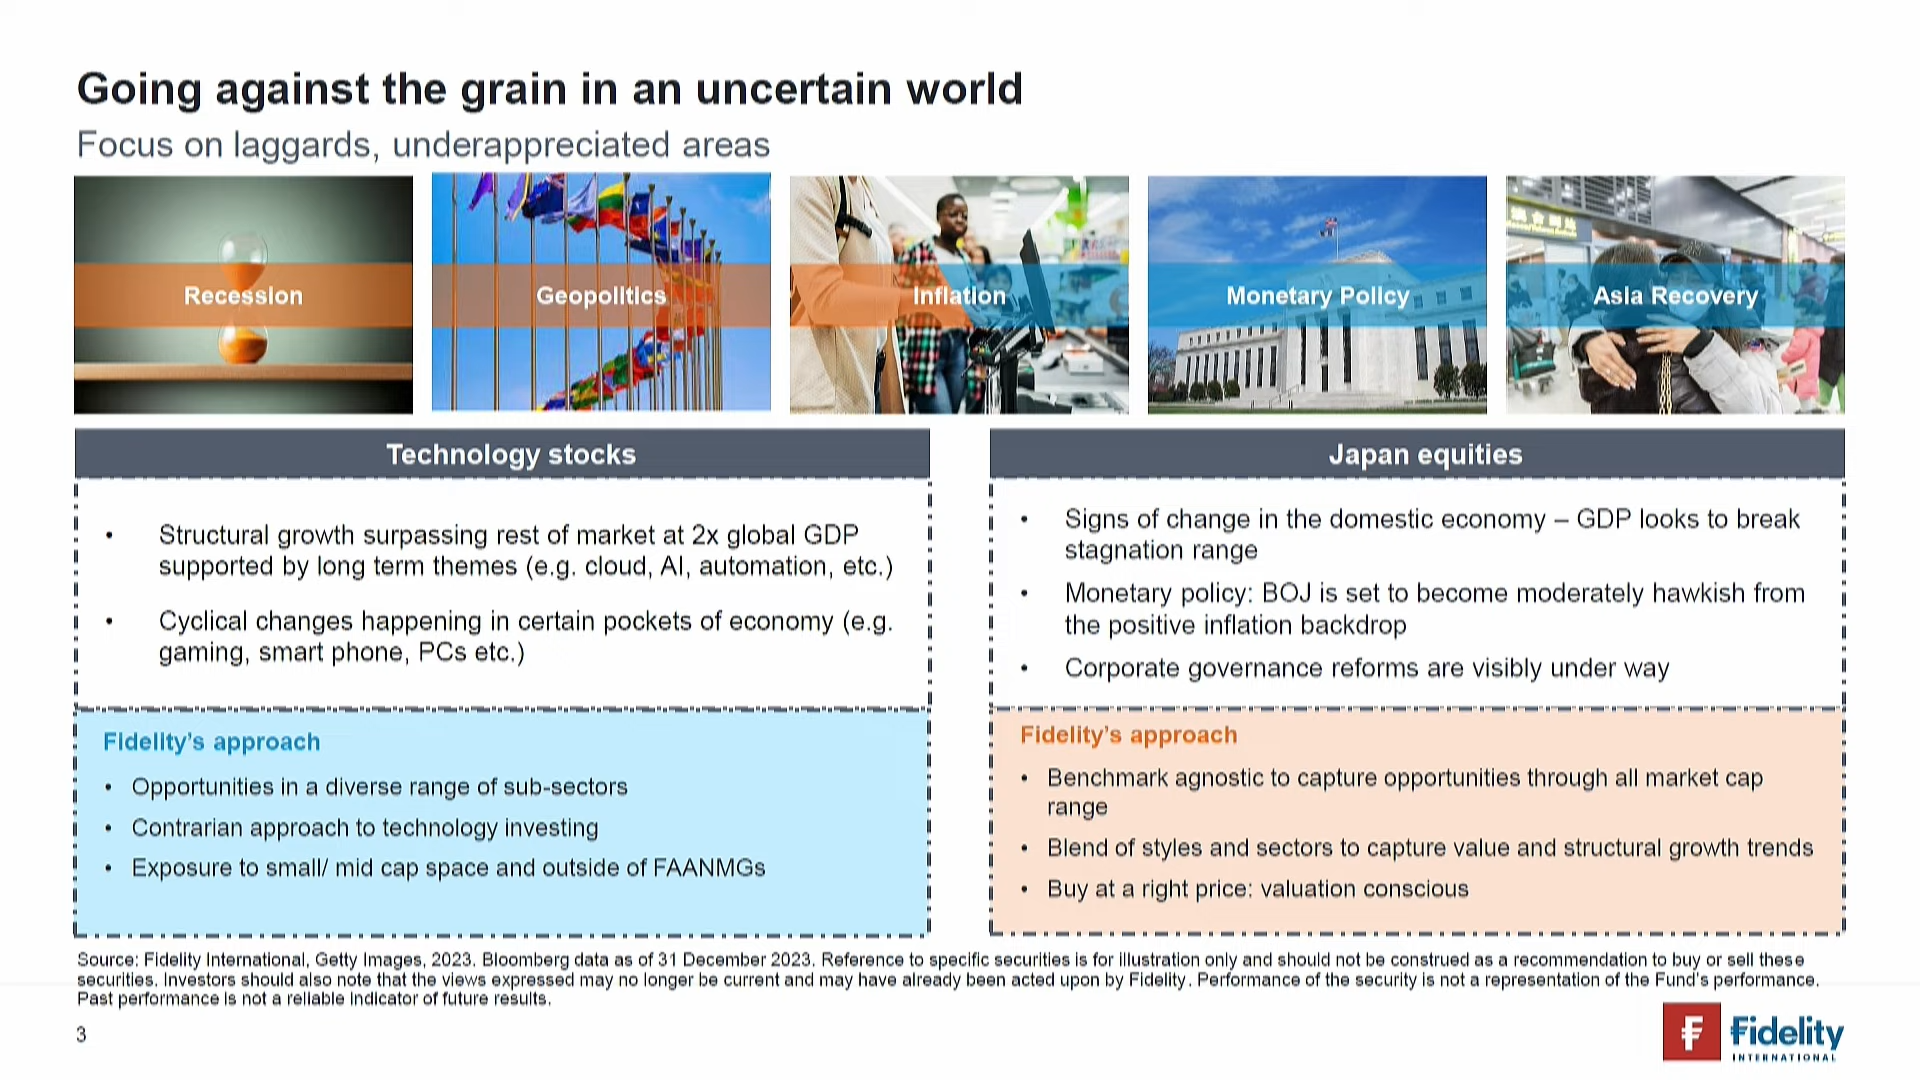 Going against the grain in an uncertain world
Focus on laggards, underappreciated areas
Recession
Geopolitics
Inflation
Monetary Policy
Asia Recovery
Technology stocks
• Structural growth surpassing rest of market at 2x global GDP
supported by long term themes (e.g. cloud, AI, automation, etc.)
• Cyclical changes happening in certain pockets of economy (e.g.
gaming, smart phone, PCs etc.)
Fidelity's approach
• Opportunities in a diverse range of sub-sectors
• Contrarian approach to technology investing
• Exposure to small/ mid cap space and outside of FAANMGs
Japan equities
• Signs of change in the domestic economy – GDP looks to break
stagnation range
• Monetary policy: BOJ is set to become moderately hawkish from
the positive inflation backdrop
• Corporate governance reforms are visibly under way
Fidelity's approach
• Benchmark agnostic to capture opportunities through all market cap
range
• Blend of styles and sectors to capture value and structural growth trends
• Buy at a right price: valuation conscious
Source: Fidelity International, Getty Images, 2023. Bloomberg data as of 31 December 2023. Reference to specific securities is for illustration only and should not be construed as a recommendation to buy or sell these
securities. Investors should also note that the views expressed may no longer be current and may have already been acted upon by Fidelity. Performance of the security is not a representation of the Fund's performance.
Past performance is not a reliable indicator of future results.
3
Fidelity
INTERNATIONAL